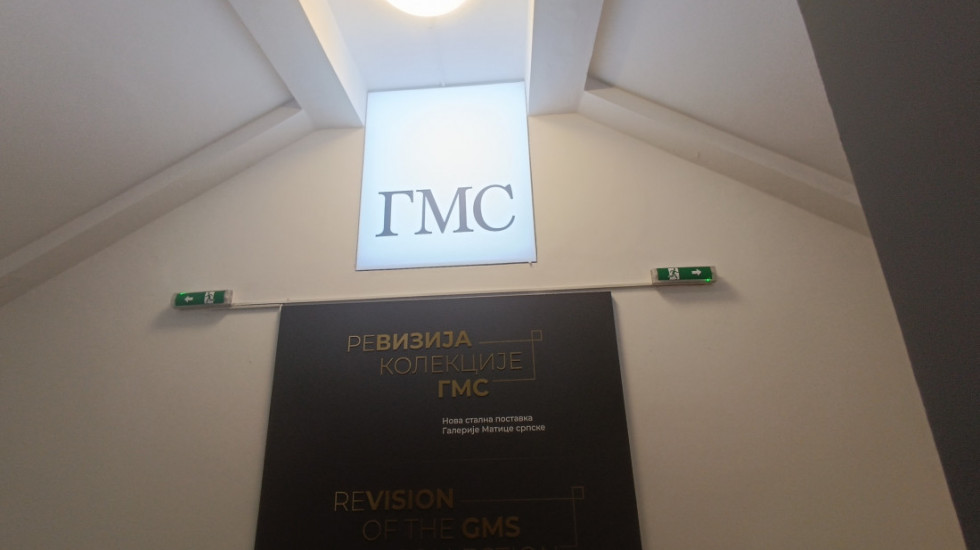 ГМС
РЕВИЗИЈА
КОЛЕКЦИЈЕ
ГМС
Нова стална поставка
Галерије Матице српске
REVISION
OF THE GMS